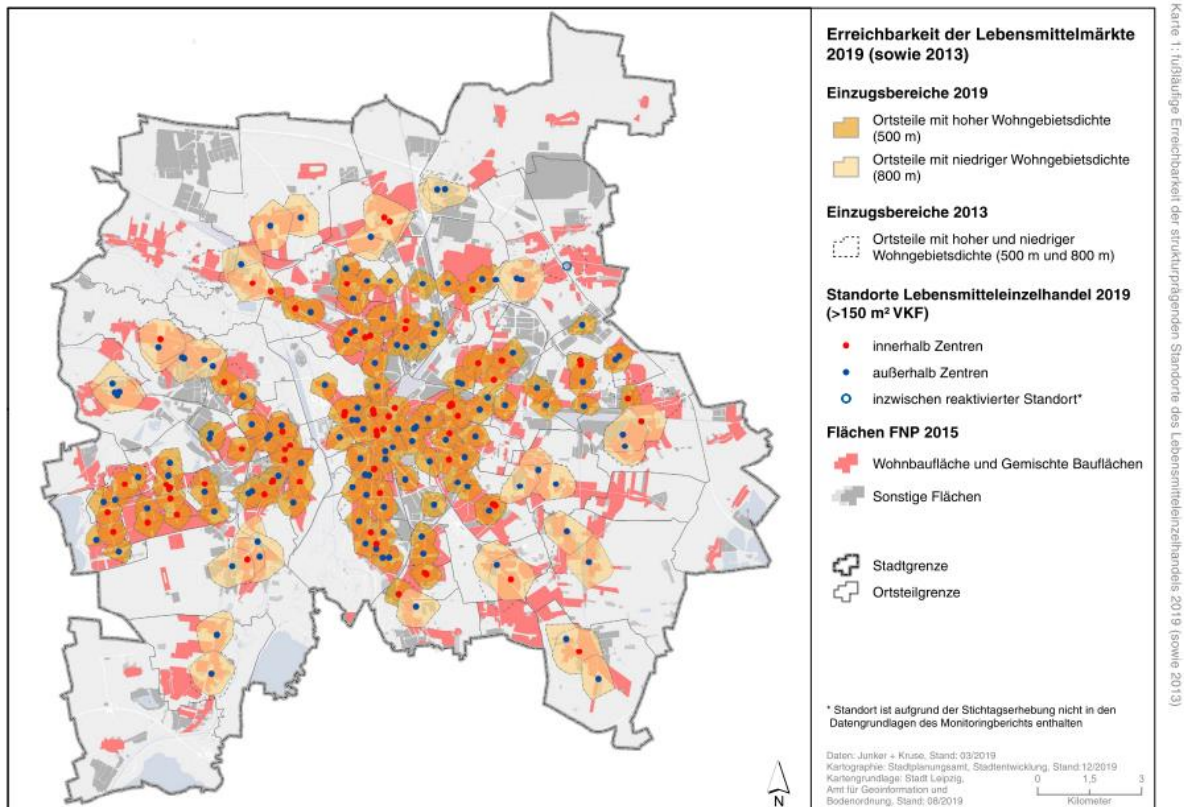 Erreichbarkeit der Lebensmittelmärkte
2019 (sowie 2013)
Einzugsbereiche 2019
Ortsteile mit hoher Wohngebietsdichte
(500 m)
Ortsteile mit niedriger Wohngebietsdichte
(800 m)
Einzugsbereiche 2013
Ortsteile mit hoher und niedriger
Wohngebietsdichte (500 m und 800 m)
Standorte Lebensmitteleinzelhandel 2019
(>150 m² VKF)
innerhalb Zentren
außerhalb Zentren
inzwischen reaktivierter Standort*
Flächen FNP 2015
Wohnbaufläche und Gemischte Bauflächen
Sonstige Flächen
Stadtgrenze
Ortsteilgrenze
* Standort ist aufgrund der Stichtagserhebung nicht in den
Datengrundlagen des Monitoringberichts enthalten
Daten: Junker + Kruse, Stand: 03/2019
Kartographie: Stadtplanungsamt, Stadtentwicklung, Stand:12/2019
Kartengrundlage: Stadt Leipzig,
Amt für Geoinformation und
Bodenordnung, Stand: 08/2019
0 1,5 3
Kilometer
N
Karte 1: fußläufige Erreichbarkeit der strukturprägenden Standorte des Lebensmitteleinzelhandels 2019 (sowie 2013)